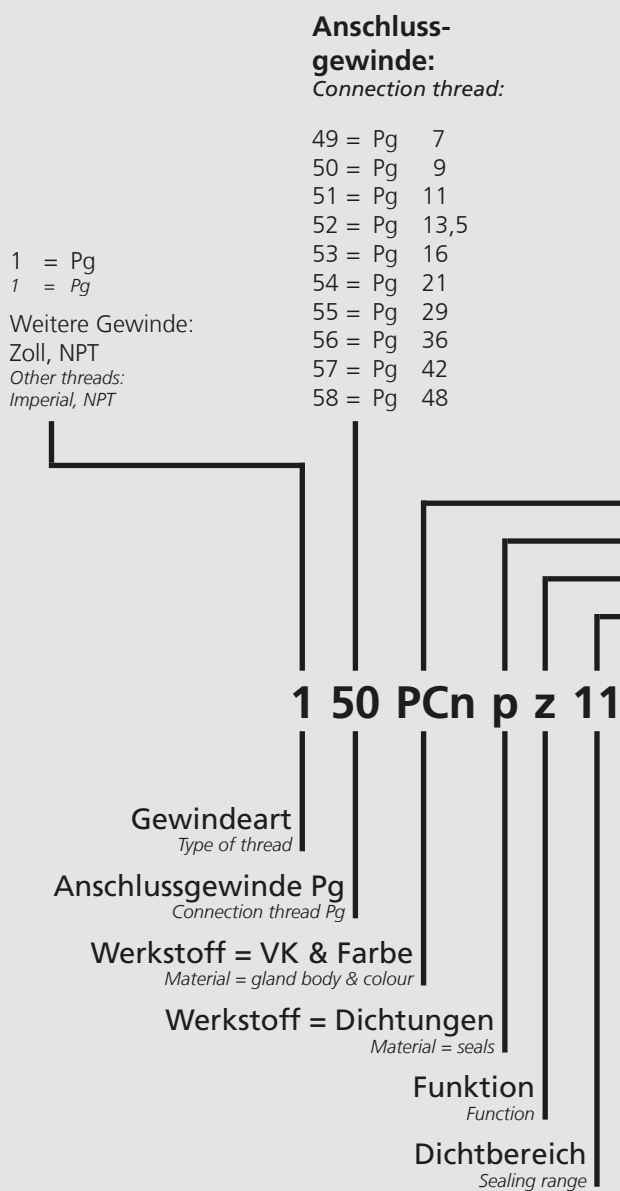 Anschluss-
gewinde:
Connection thread:
49 = Pg 7
50 = Pg 9
51 = Pg 11
52 = Pg 13,5
53 = Pg 16
54 = Pg 21
55 = Pg 29
56 = Pg 36
57 = Pg 42
58 = Pg 48
1 = Pg
1 = Pg
Weitere Gewinde:
Zoll, NPT
Other threads:
Imperial, NPT
1 50 PCn p z 11
Gewindeart
Type of thread
Anschlussgewinde Pg
Connection thread Pg
Werkstoff = VK & Farbe
Material = gland body & colour
Werkstoff = Dichtungen
Material = seals
Funktion
Function
Dichtbereich
Sealing range